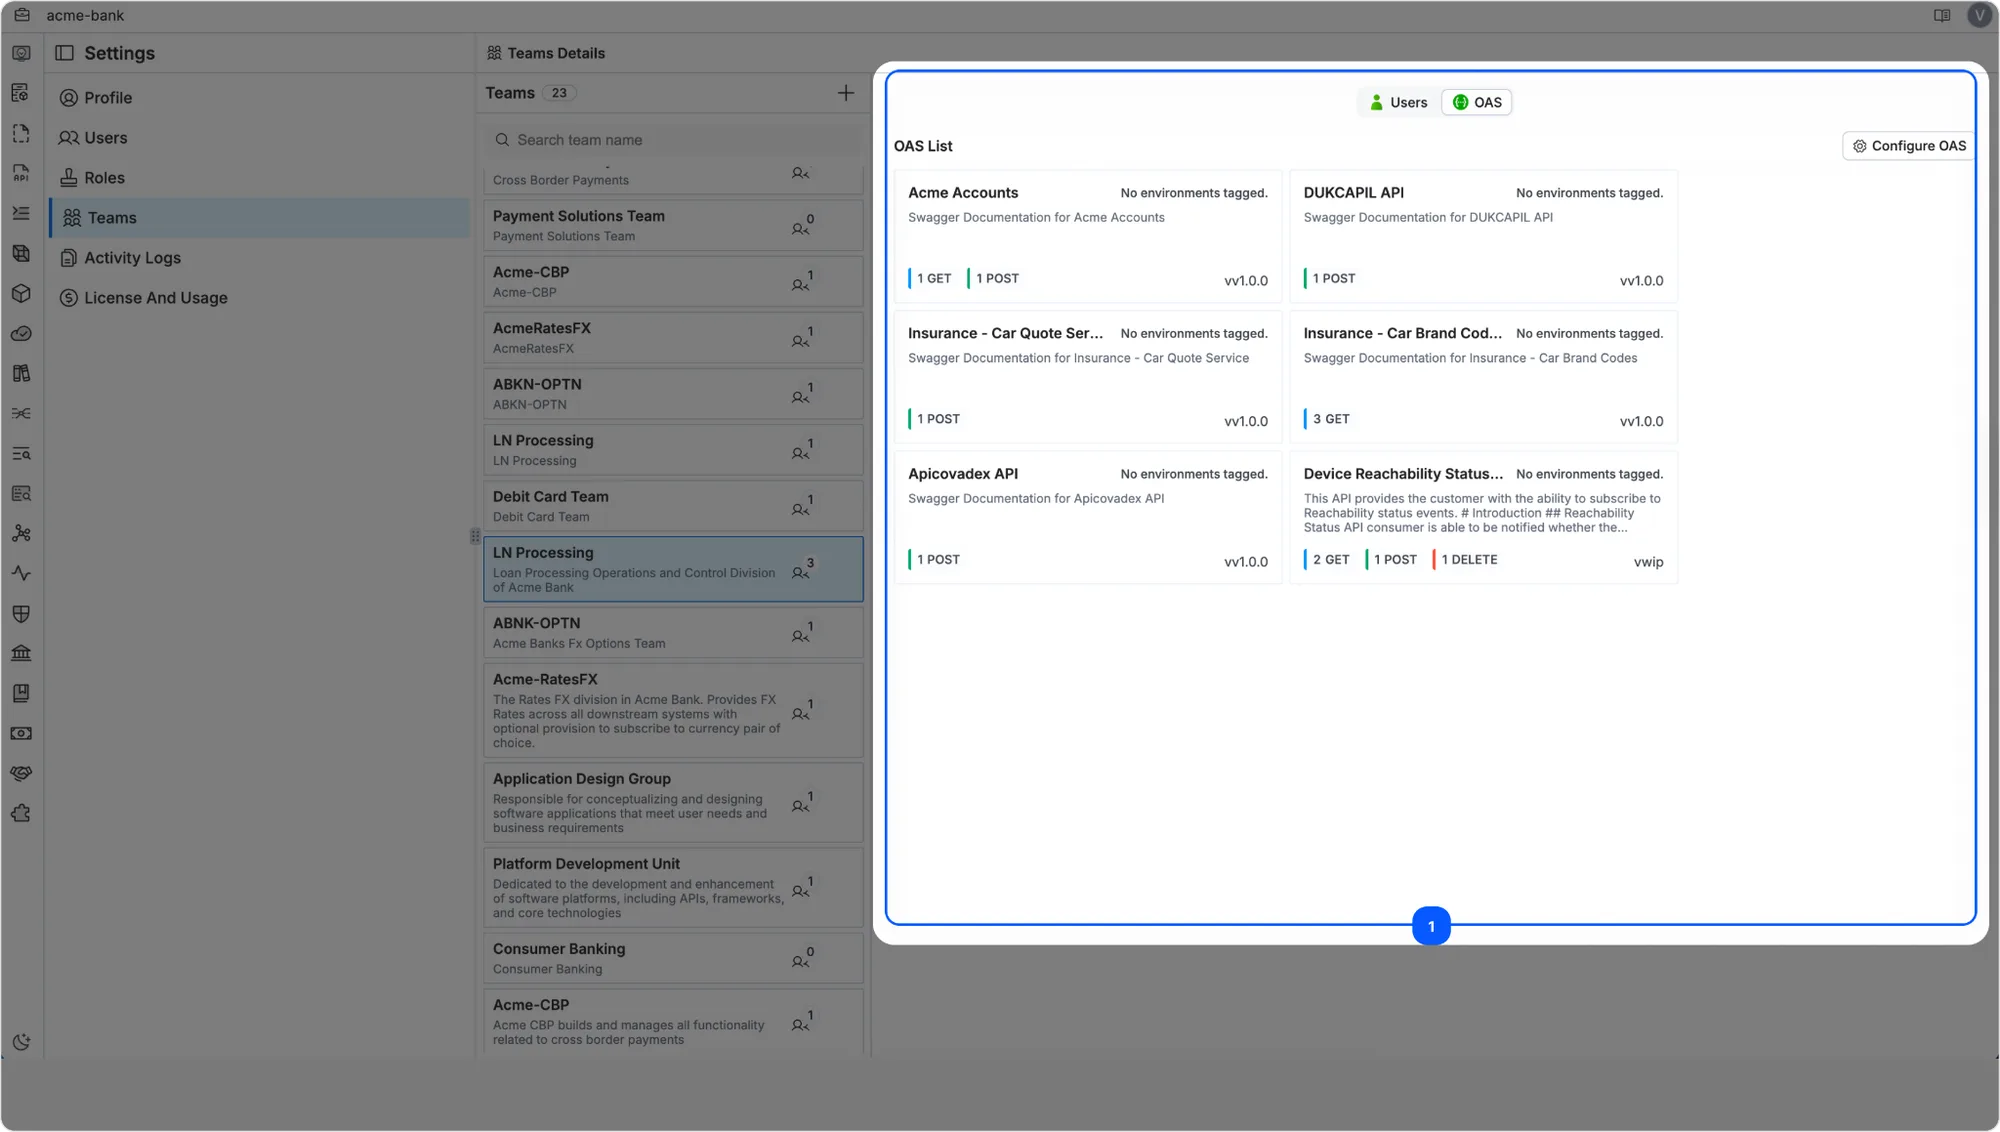 acme-bank
V
Settings
Profile
Users
Roles
Teams
Activity Logs
License And Usage
API
Teams Details
Teams 23
Search team name
Cross Border Payments
Payment Solutions Team
Payment Solutions Team
0
Acme-CBP
Acme-CBP
1
AcmeRatesFX
AcmeRatesFX
1
ABKN-OPTN
ABKN-OPTN
1
LN Processing
LN Processing
1
Debit Card Team
Debit Card Team
1
LN Processing
Loan Processing Operations and Control Division
of Acme Bank
3
ABNK-OPTN
Acme Banks Fx Options Team
1
Acme-RatesFX
The Rates FX division in Acme Bank. Provides FX
Rates across all downstream systems with
optional provision to subscribe to currency pair of
choice.
1
Application Design Group
Responsible for conceptualizing and designing
software applications that meet user needs and
business requirements
1
Platform Development Unit
Dedicated to the development and enhancement
of software platforms, including APIs, frameworks,
and core technologies
1
Consumer Banking
Consumer Banking
0
Acme-CBP
Acme CBP builds and manages all functionality
related to cross border payments
1
Users OAS
OAS List
Configure OAS
Acme Accounts No environments tagged.
Swagger Documentation for Acme Accounts
1 GET 1 POST vv1.0.0
DUKCAPIL API No environments tagged.
Swagger Documentation for DUKCAPIL API
1 POST vv1.0.0
Insurance - Car Quote Ser... No environments tagged.
Swagger Documentation for Insurance - Car Quote Service
1 POST vv1.0.0
Insurance - Car Brand Cod... No environments tagged.
Swagger Documentation for Insurance - Car Brand Codes
3 GET vv1.0.0
Apicovadex API No environments tagged.
Swagger Documentation for Apicovadex API
1 POST vv1.0.0
Device Reachability Status... No environments tagged.
This API provides the customer with the ability to subscribe to
Reachability status events. # Introduction ## Reachability
Status API consumer is able to be notified whether the...
2 GET 1 POST 1 DELETE vwip
1